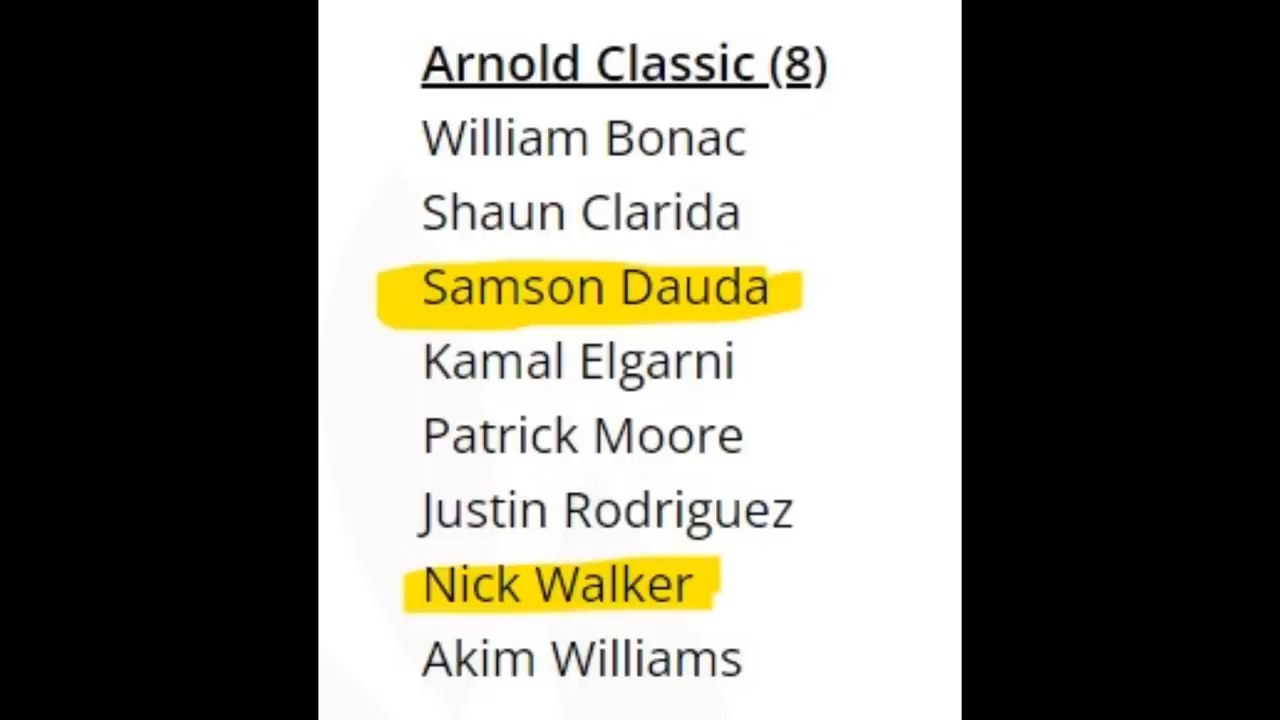 Arnold Classic (8)
William Bonac
Shaun Clarida
Samson Dauda
Kamal Elgarni
Patrick Moore
Justin Rodriguez
Nick Walker
Akim Williams